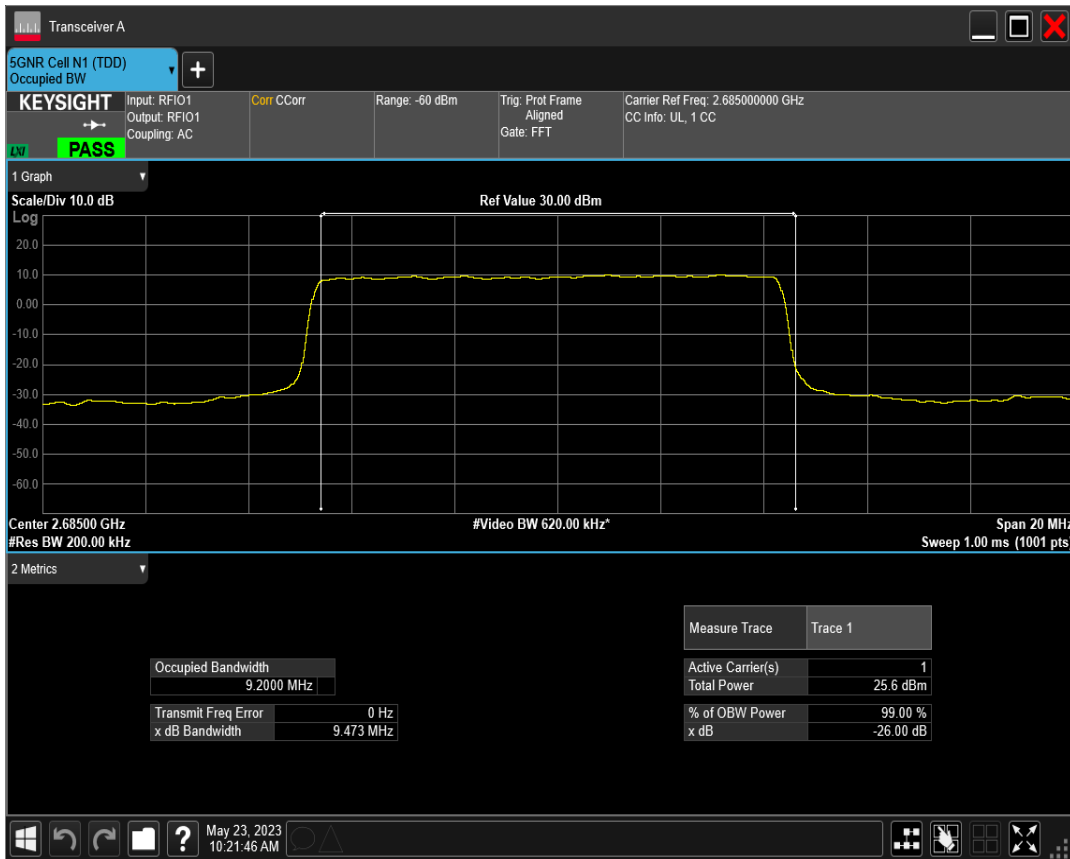 Transceiver A
5GNR Cell N1 (TDD)
Occupied BW
+
KEYSIGHT
LXI
PASS
Input: RFIO1
Output: RFIO1
Coupling: AC
Corr CCorr
Range: -60 dBm
Trig: Prot Frame
Aligned
Gate: FFT
Carrier Ref Freq: 2.685000000 GHz
CC Info: UL, 1 CC
1 Graph
Scale/Div 10.0 dB
Ref Value 30.00 dBm
Log
20.0
10.0
0.00
-10.0
-20.0
-30.0
-40.0
-50.0
-60.0
Center 2.68500 GHz
#Video BW 620.00 kHz*
Span 20 MHz
#Res BW 200.00 kHz
Sweep 1.00 ms (1001 pts)
2 Metrics
Measure Trace Trace 1
Occupied Bandwidth
9.2000 MHz
Active Carrier(s) 1
Total Power 25.6 dBm
Transmit Freq Error 0 Hz
x dB Bandwidth 9.473 MHz
% of OBW Power 99.00 %
x dB -26.00 dB
?
May 23, 2023
10:21:46 AM